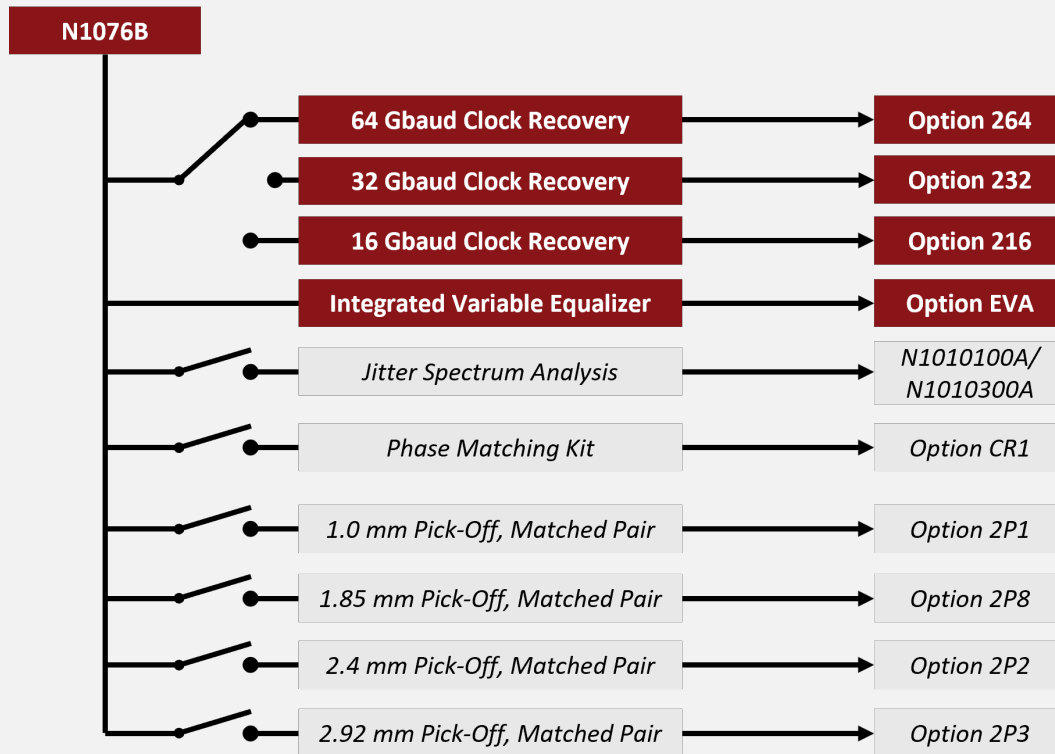 N1076B
64 Gbaud Clock Recovery
Option 264
32 Gbaud Clock Recovery
Option 232
16 Gbaud Clock Recovery
Option 216
Integrated Variable Equalizer
Option EVA
Jitter Spectrum Analysis
N1010100A/
N1010300A
Phase Matching Kit
Option CR1
1.0 mm Pick-Off, Matched Pair
Option 2P1
1.85 mm Pick-Off, Matched Pair
Option 2P8
2.4 mm Pick-Off, Matched Pair
Option 2P2
2.92 mm Pick-Off, Matched Pair
Option 2P3